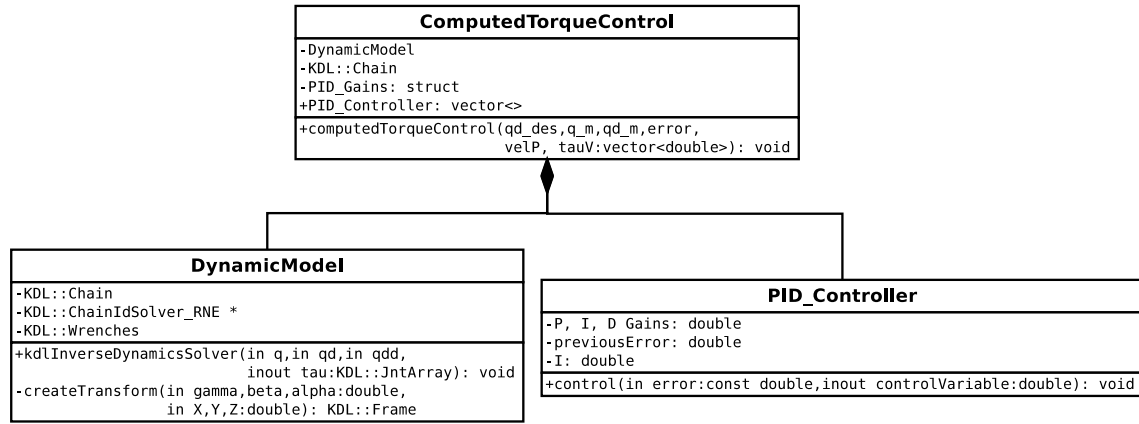 ComputedTorqueControl
-DynamicModel
-KDL::Chain
-PID_Gains: struct
+PID_Controller: vector<>
+computedTorqueControl(qd_des,q_m,qd_m,error,
velP, tauV:vector<double>): void
DynamicModel
-KDL::Chain
-KDL::ChainIdSolver_RNE *
-KDL::Wrenches
+kdlInverseDynamicsSolver(in q,in qd,in qdd,
inout tau:KDL::JntArray): void
-createTransform(in gamma,beta,alpha:double,
in X,Y,Z:double): KDL::Frame
PID_Controller
-P, I, D Gains: double
-previousError: double
-I: double
+control(in error:const double,inout controlVariable:double): void